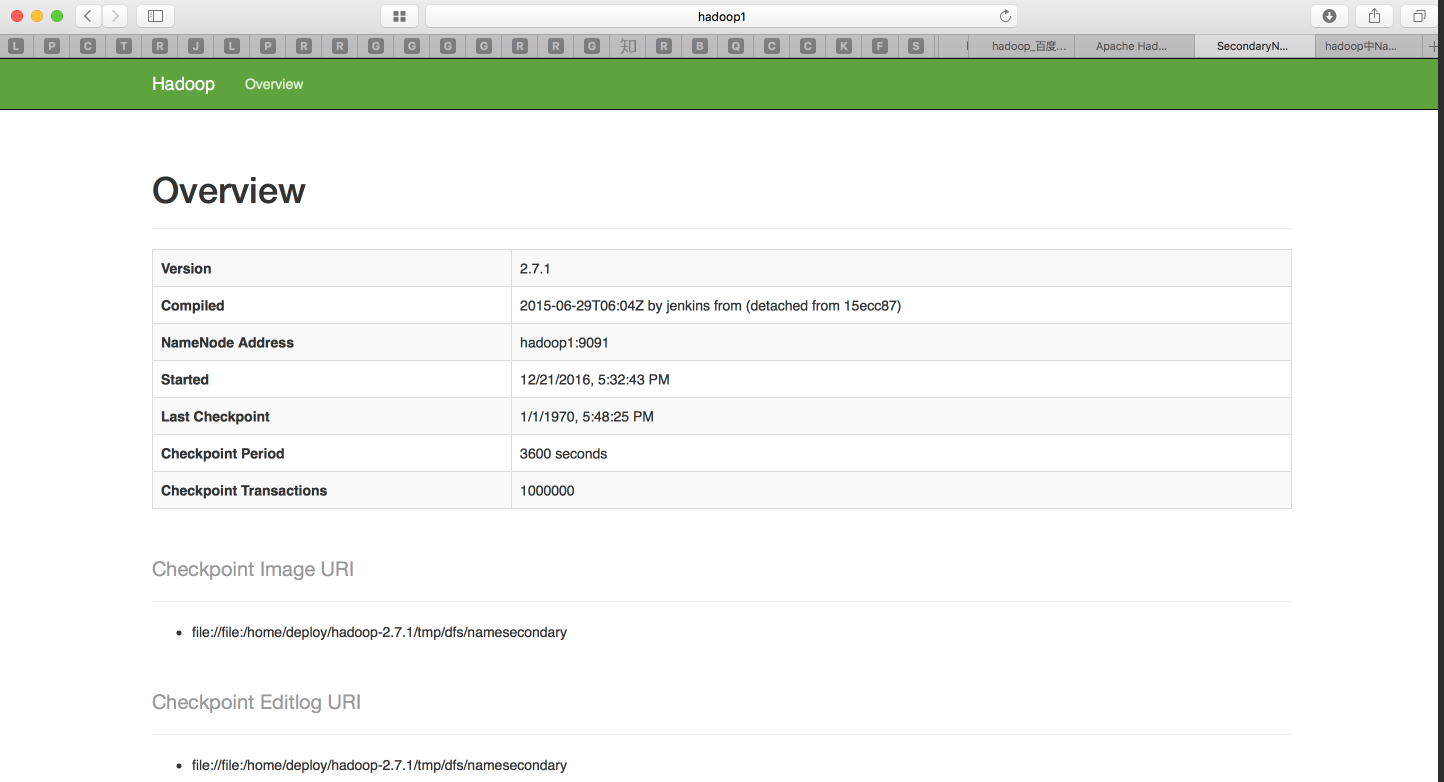 hadoop1
L P C T R J L P R R G G G G R R G 知 R B Q C C K F S
hadoop_百度... Apache Had... SecondaryN... hadoop中Na...
Hadoop Overview
Overview
Version 2.7.1
Compiled 2015-06-29T06:04Z by jenkins from (detached from 15ecc87)
NameNode Address hadoop1:9091
Started 12/21/2016, 5:32:43 PM
Last Checkpoint 1/1/1970, 5:48:25 PM
Checkpoint Period 3600 seconds
Checkpoint Transactions 1000000
Checkpoint Image URI
file://file:/home/deploy/hadoop-2.7.1/tmp/dfs/namesecondary
Checkpoint Editlog URI
file://file:/home/deploy/hadoop-2.7.1/tmp/dfs/namesecondary